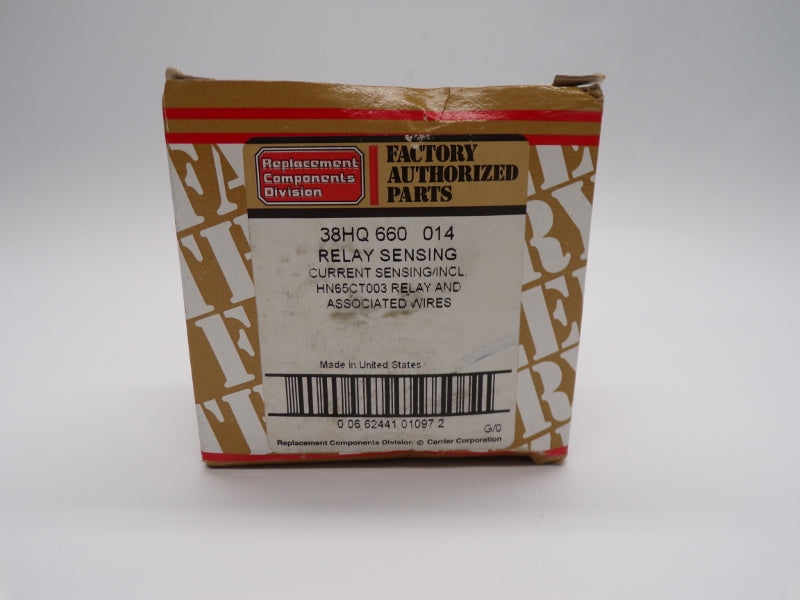 Replacement
Components
Division
FACTORY
AUTHORIZED
PARTS
38HQ 660 014
RELAY SENSING
CURRENT SENSING/INCL.
HN65CT003 RELAY AND
ASSOCIATED WIRES
Made in United States
0 06 62441 01097 2
G/0
Replacement Components Division © Carrier Corporation